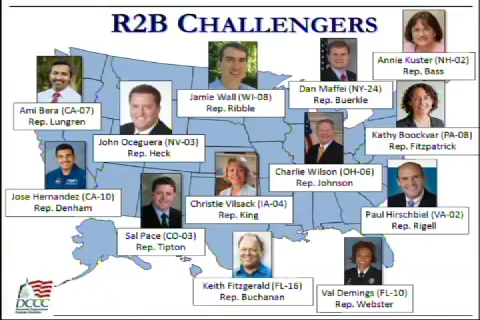 R2B CHALLENGERS
Annie Kuster (NH-02)
Rep. Bass
Dan Maffei (NY-24)
Rep. Buerkle
Jamie Wall (WI-08)
Rep. Ribble
Ami Bera (CA-07)
Rep. Lungren
Kathy Boockvar (PA-08)
Rep. Fitzpatrick
John Oceguera (NV-03)
Rep. Heck
Charlie Wilson (OH-06)
Rep. Johnson
Jose Hernandez (CA-10)
Rep. Denham
Christie Vilsack (IA-04)
Rep. King
Paul Hirschbiel (VA-02)
Rep. Rigell
Sal Pace (CO-03)
Rep. Tipton
Keith Fitzgerald (FL-16)
Rep. Buchanan
Val Demings (FL-10)
Rep. Webster
DCCC